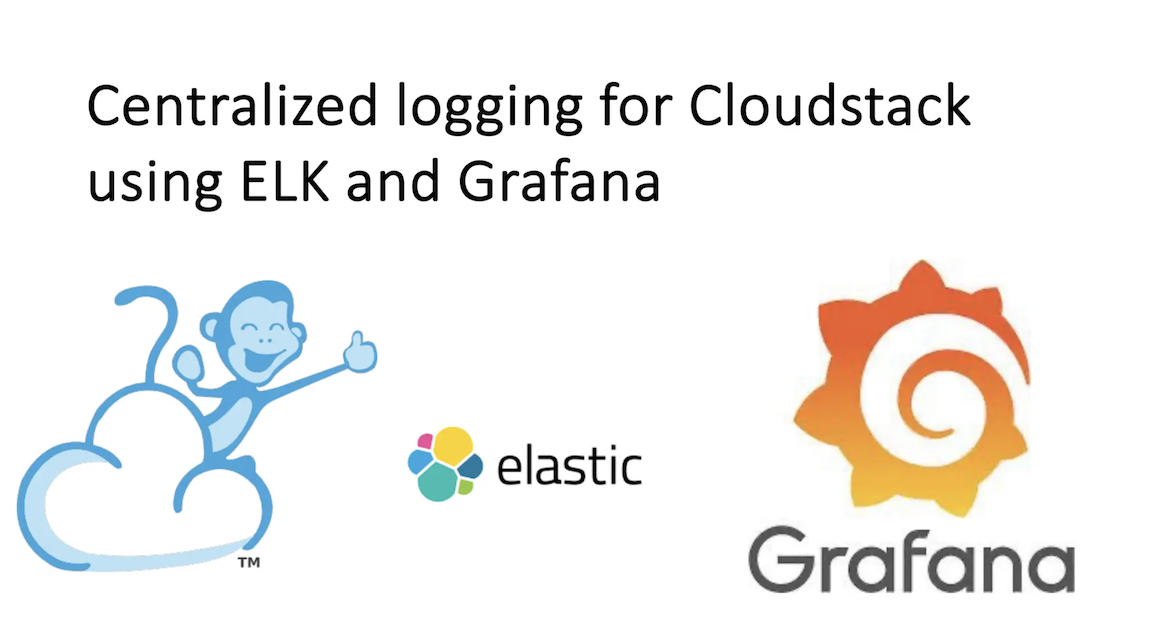 Centralized logging for Cloudstack
using ELK and Grafana
elastic
TM
Grafana